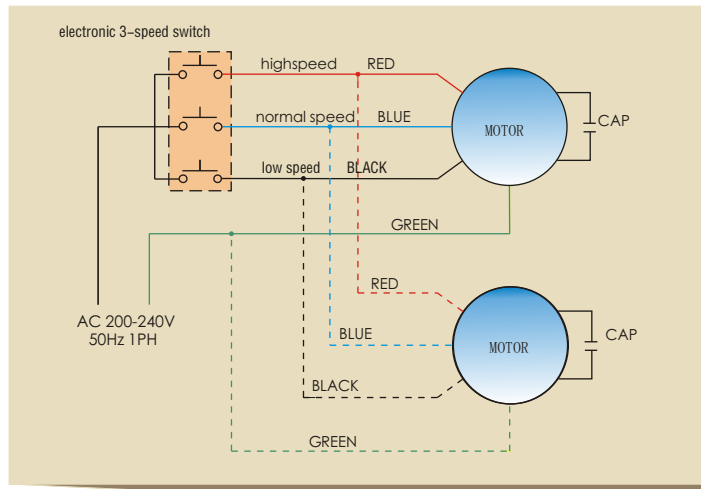 electronic 3-speed switch
highspeed RED
normal speed BLUE
low speed BLACK
MOTOR
CAP
GREEN
AC 200-240V
50Hz 1PH
RED
BLUE
MOTOR
CAP
BLACK
GREEN